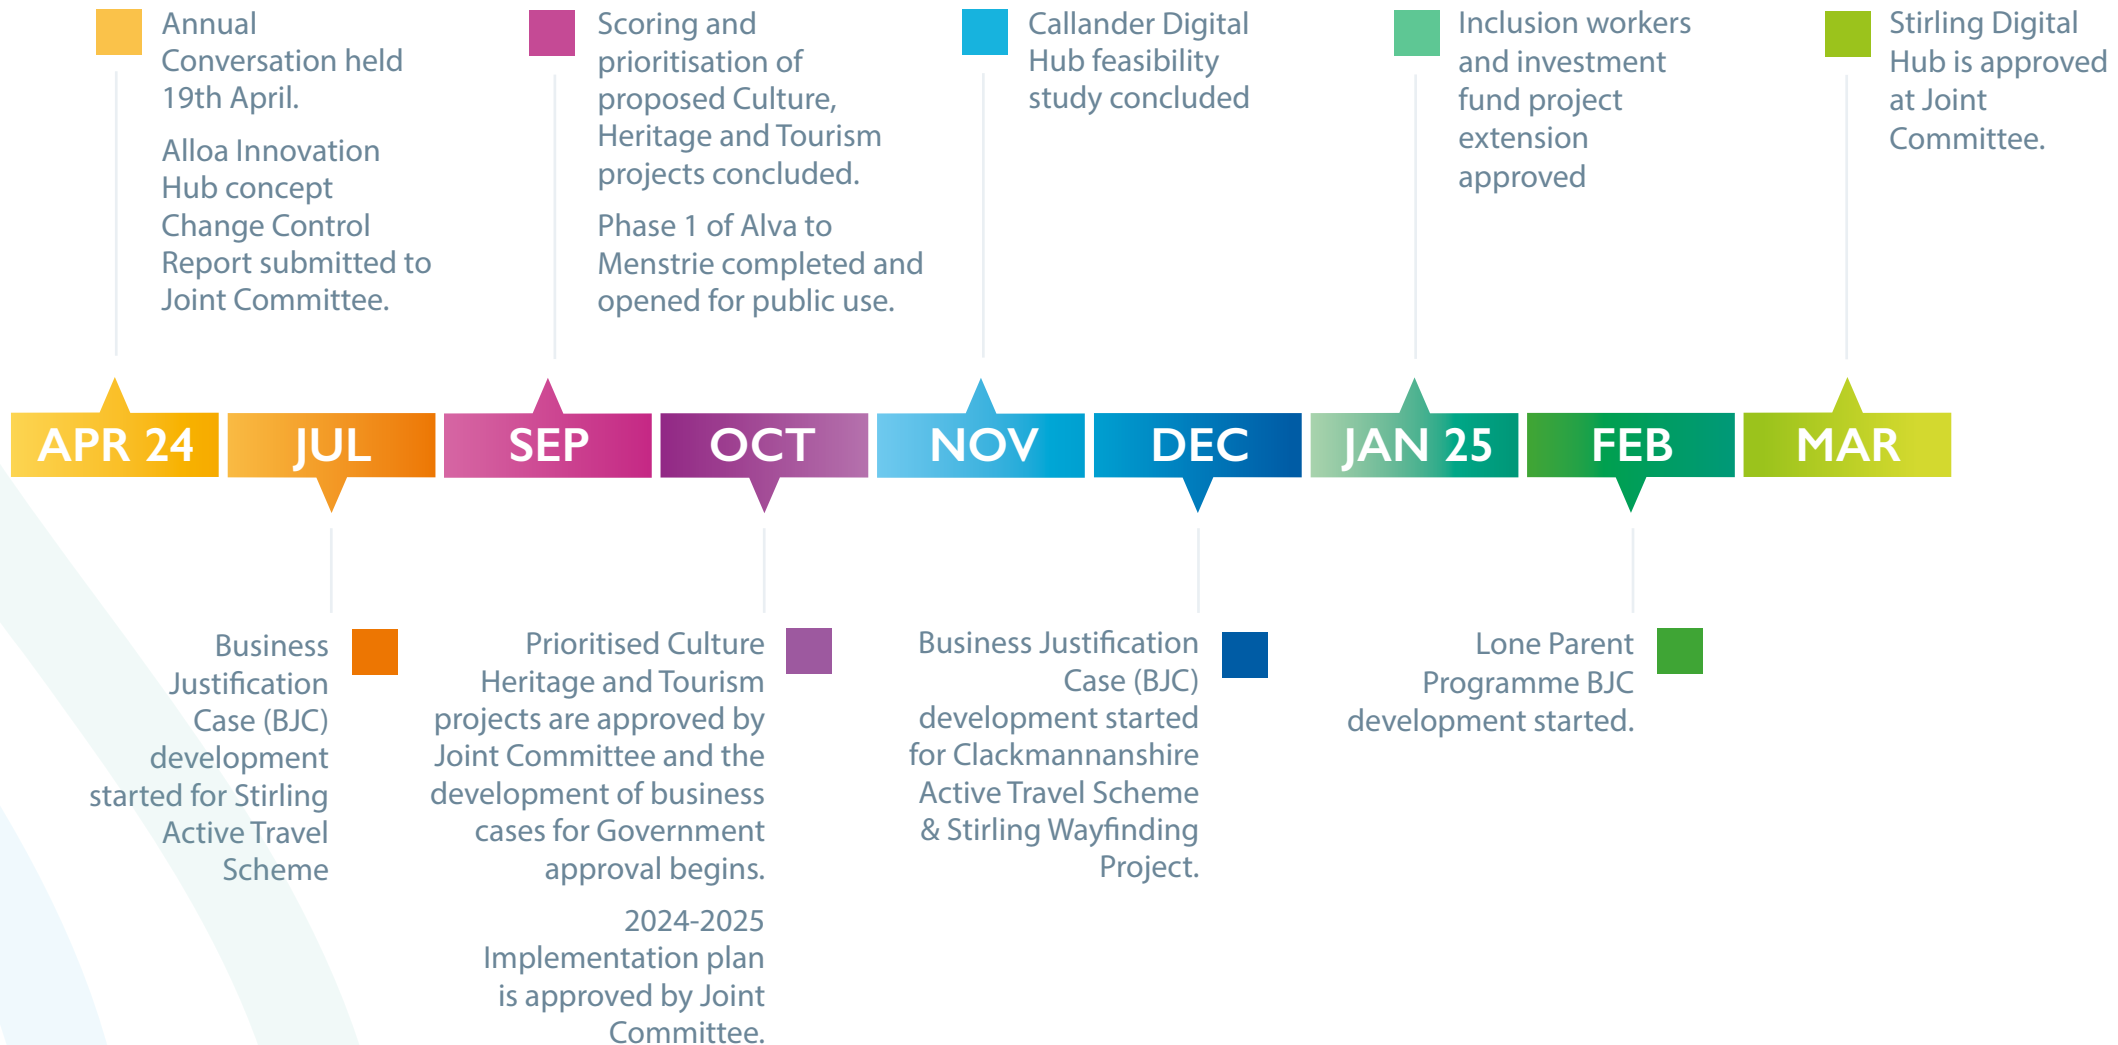 Annual
Conversation held
19th April.
Alloa Innovation
Hub concept
Change Control
Report submitted to
Joint Committee.
Scoring and
prioritisation of
proposed Culture,
Heritage and Tourism
projects concluded.
Phase 1 of Alva to
Menstrie completed and
opened for public use.
Callander Digital
Hub feasibility
study concluded
Inclusion workers
and investment
fund project
extension
approved
Stirling Digital
Hub is approved
at Joint
Committee.
APR 24
JUL
SEP
OCT
NOV
DEC
JAN 25
FEB
MAR
Business
Justification
Case (BJC)
development
started for Stirling
Active Travel
Scheme
Prioritised Culture
Heritage and Tourism
projects are approved by
Joint Committee and the
development of business
cases for Government
approval begins.
2024-2025
Implementation plan
is approved by Joint
Committee.
Business Justification
Case (BJC)
development started
for Clackmannanshire
Active Travel Scheme
& Stirling Wayfinding
Project.
Lone Parent
Programme BJC
development started.